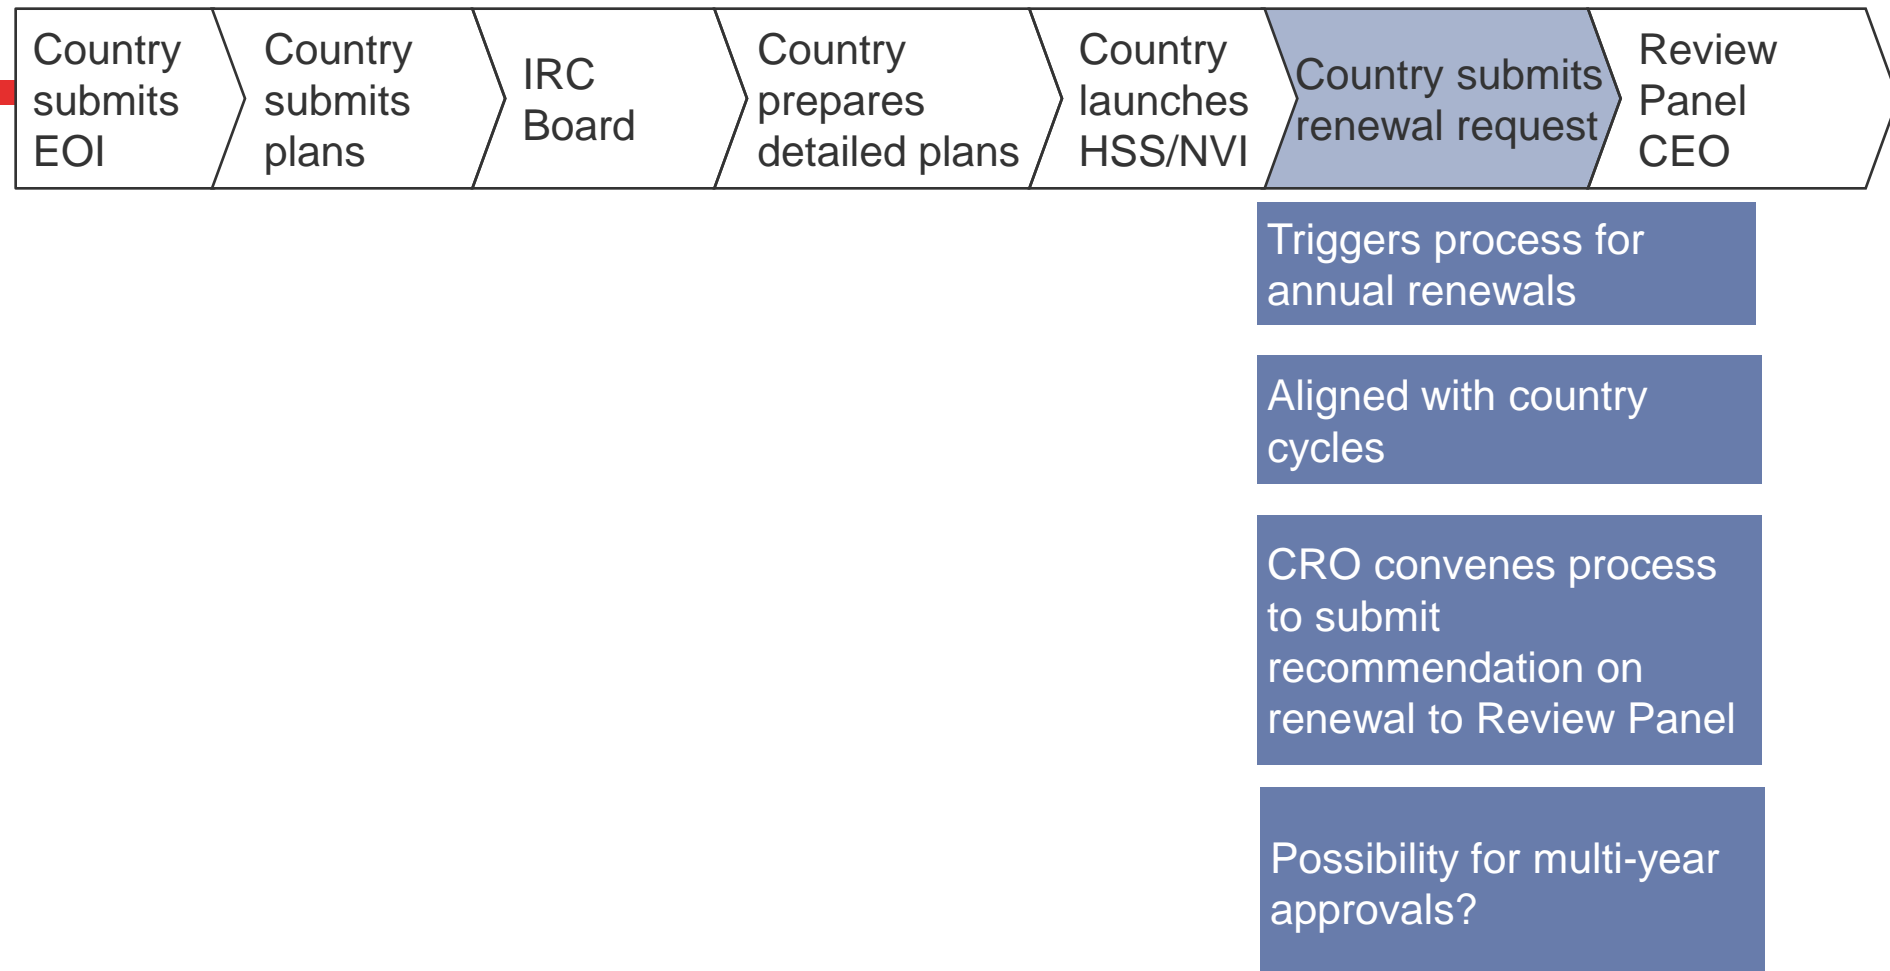 Country
submits
EOI
Country
submits
plans
IRC
Board
Country
prepares
detailed plans
Country
launches
HSS/NVI
Country submits
renewal request
Review
Panel
CEO
Triggers process for
annual renewals
Aligned with country
cycles
CRO convenes process
to submit
recommendation on
renewal to Review Panel
Possibility for multi-year
approvals?